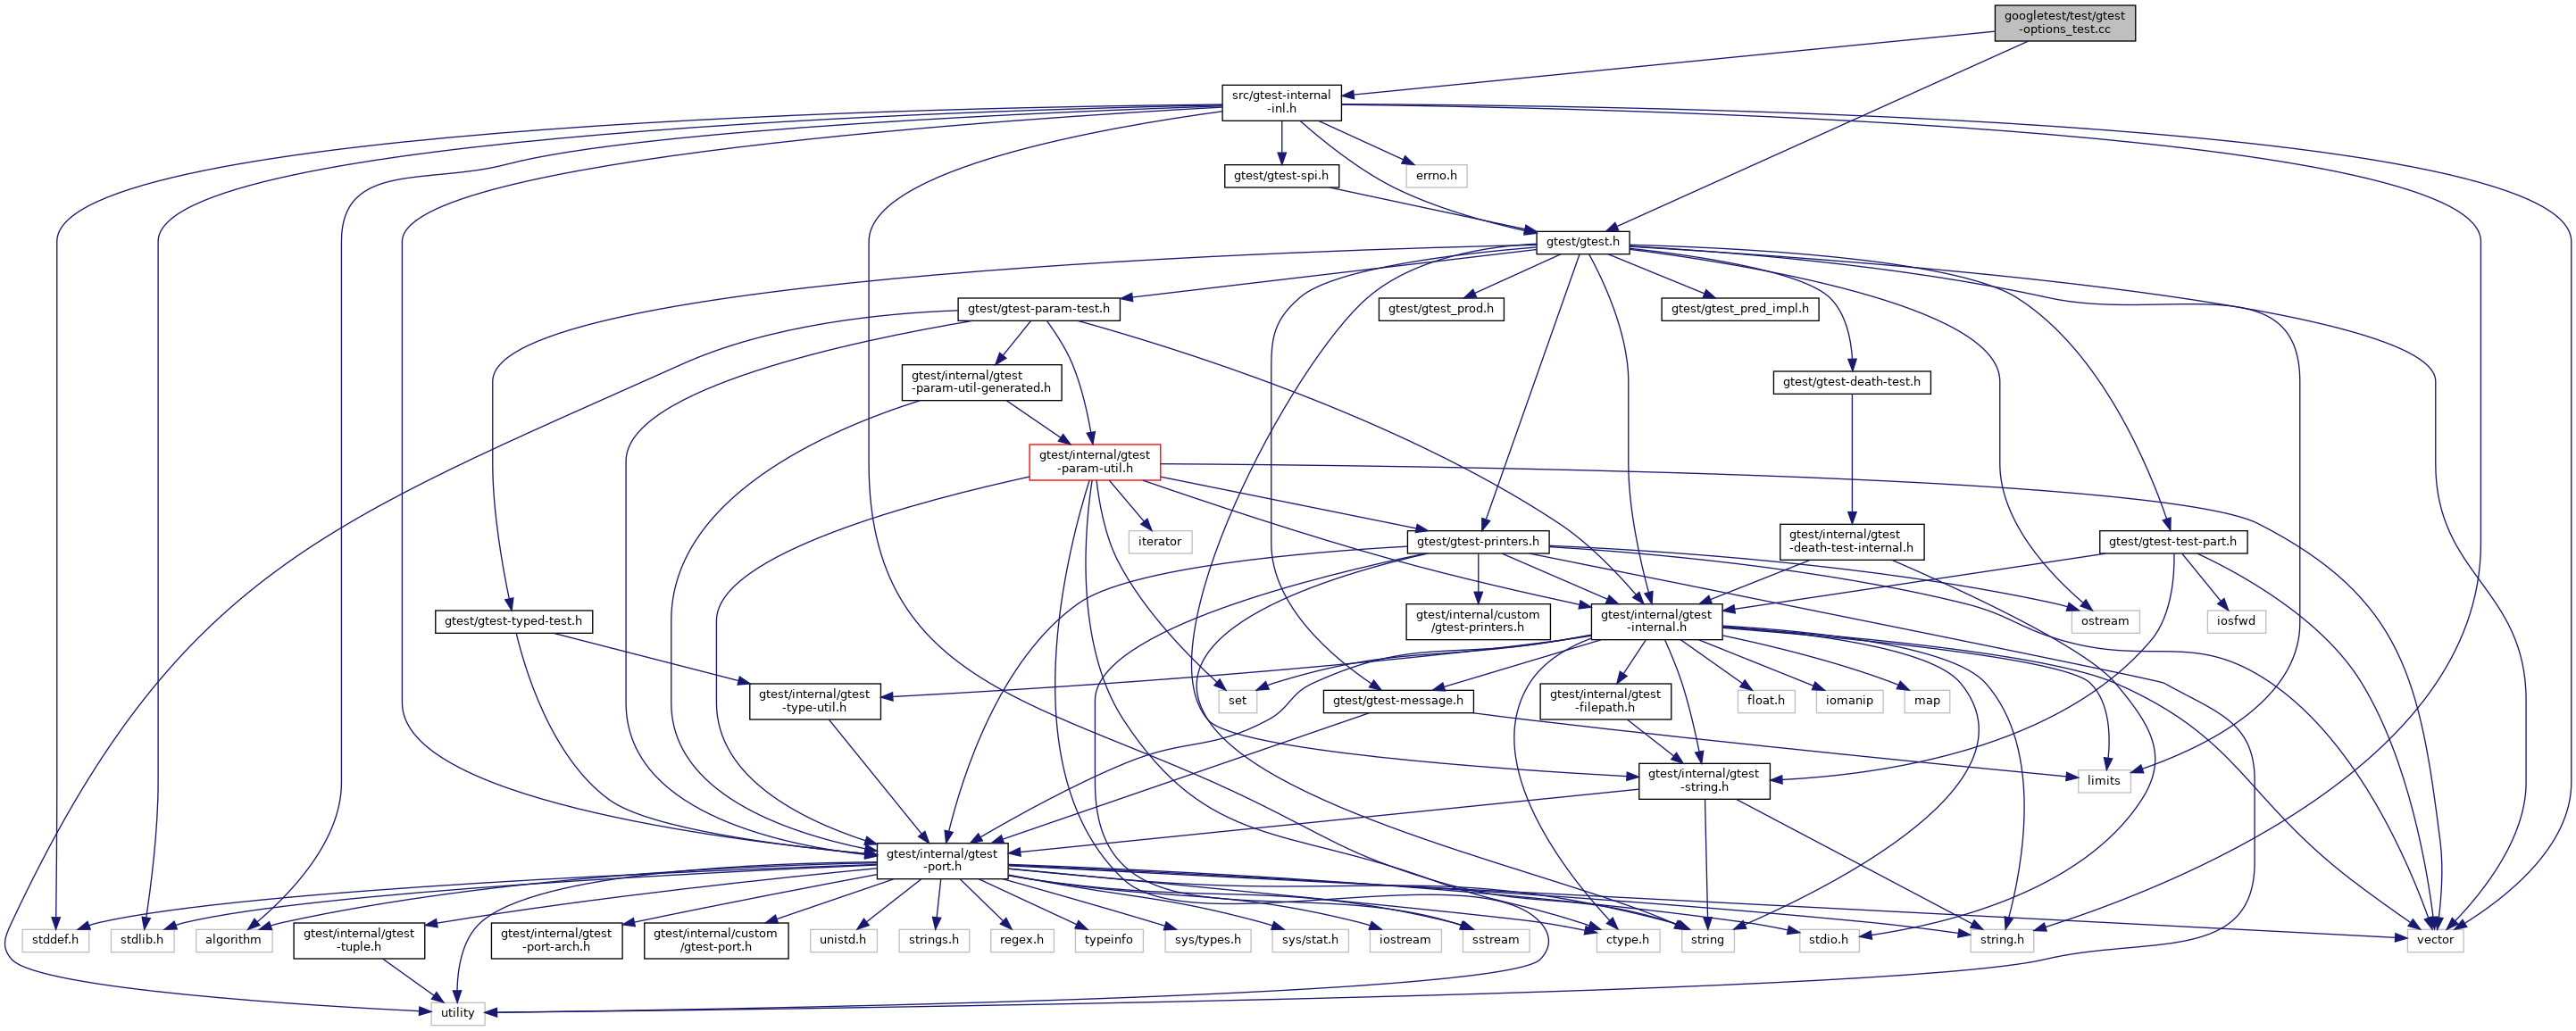 googletest/test/gtest
-options_test.cc
src/gtest-internal
-inl.h
gtest/gtest-spi.h
errno.h
gtest/gtest.h
gtest/gtest-param-test.h
gtest/gtest_prod.h
gtest/gtest_pred_impl.h
gtest/internal/gtest
-param-util-generated.h
gtest/gtest-death-test.h
gtest/internal/gtest
-param-util.h
iterator
gtest/gtest-printers.h
gtest/internal/gtest
-death-test-internal.h
gtest/gtest-test-part.h
gtest/gtest-typed-test.h
gtest/internal/custom
/gtest-printers.h
gtest/internal/gtest
-internal.h
ostream
iosfwd
gtest/internal/gtest
-type-util.h
set
gtest/gtest-message.h
gtest/internal/gtest
-filepath.h
float.h
iomanip
map
gtest/internal/gtest
-string.h
limits
gtest/internal/gtest
-port.h
stddef.h
stdlib.h
algorithm
gtest/internal/gtest
-tuple.h
gtest/internal/gtest
-port-arch.h
gtest/internal/custom
/gtest-port.h
unistd.h
strings.h
regex.h
typeinfo
sys/types.h
sys/stat.h
iostream
sstream
ctype.h
string
stdio.h
string.h
vector
utility